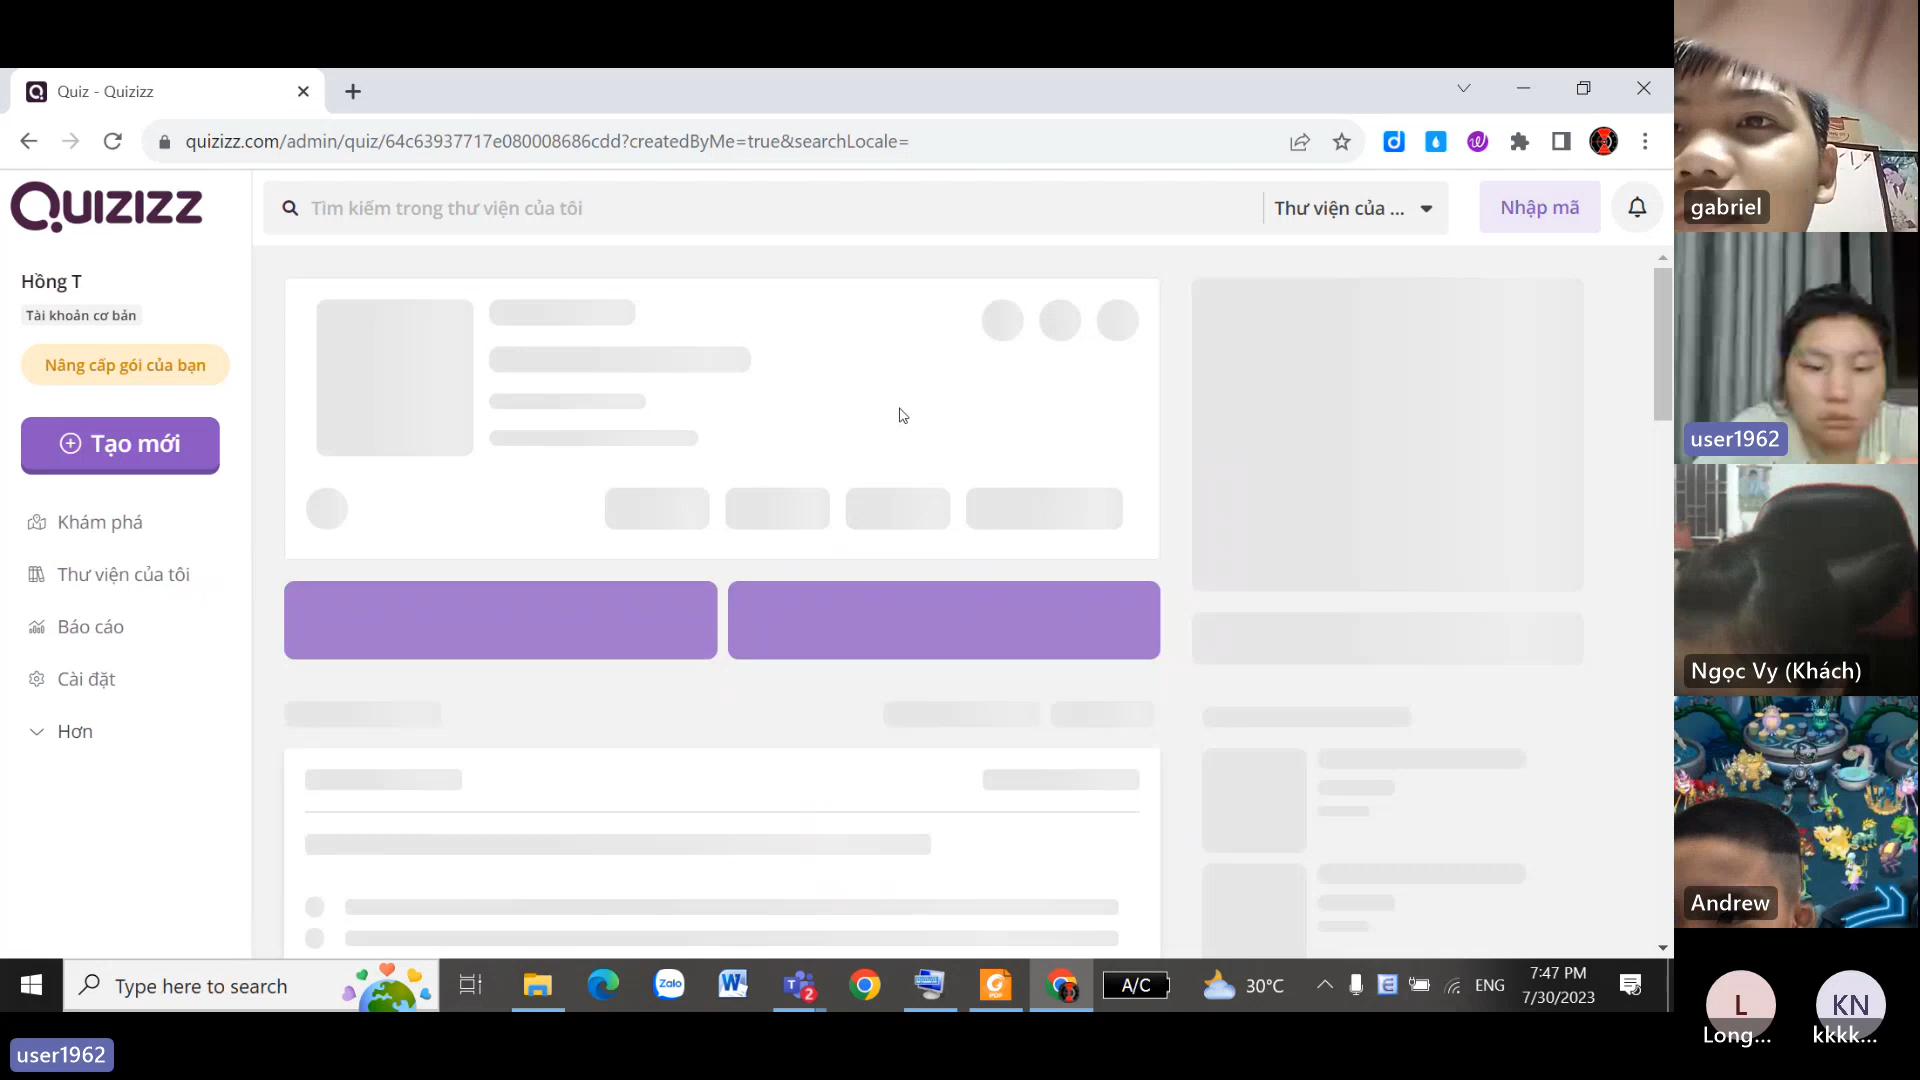 Quiz - Quizizz
quizizz.com/admin/quiz/64c63937717e080008686cdd?createdByMe=true&searchLocale=
Quizizz
Tìm kiếm trong thư viện của tôi
Thư viện của ...
Nhập mã
Hồng T
Tài khoản cơ bản
Nâng cấp gói của bạn
Tạo mới
Khám phá
Thư viện của tôi
Báo cáo
Cài đặt
Hơn
gabriel
user1962
Ngọc Vy (Khách)
Andrew
L
Long...
KN
kkkk...
Type here to search
Zalo
2
A/C
30°C
ENG
7:47 PM
7/30/2023
user1962